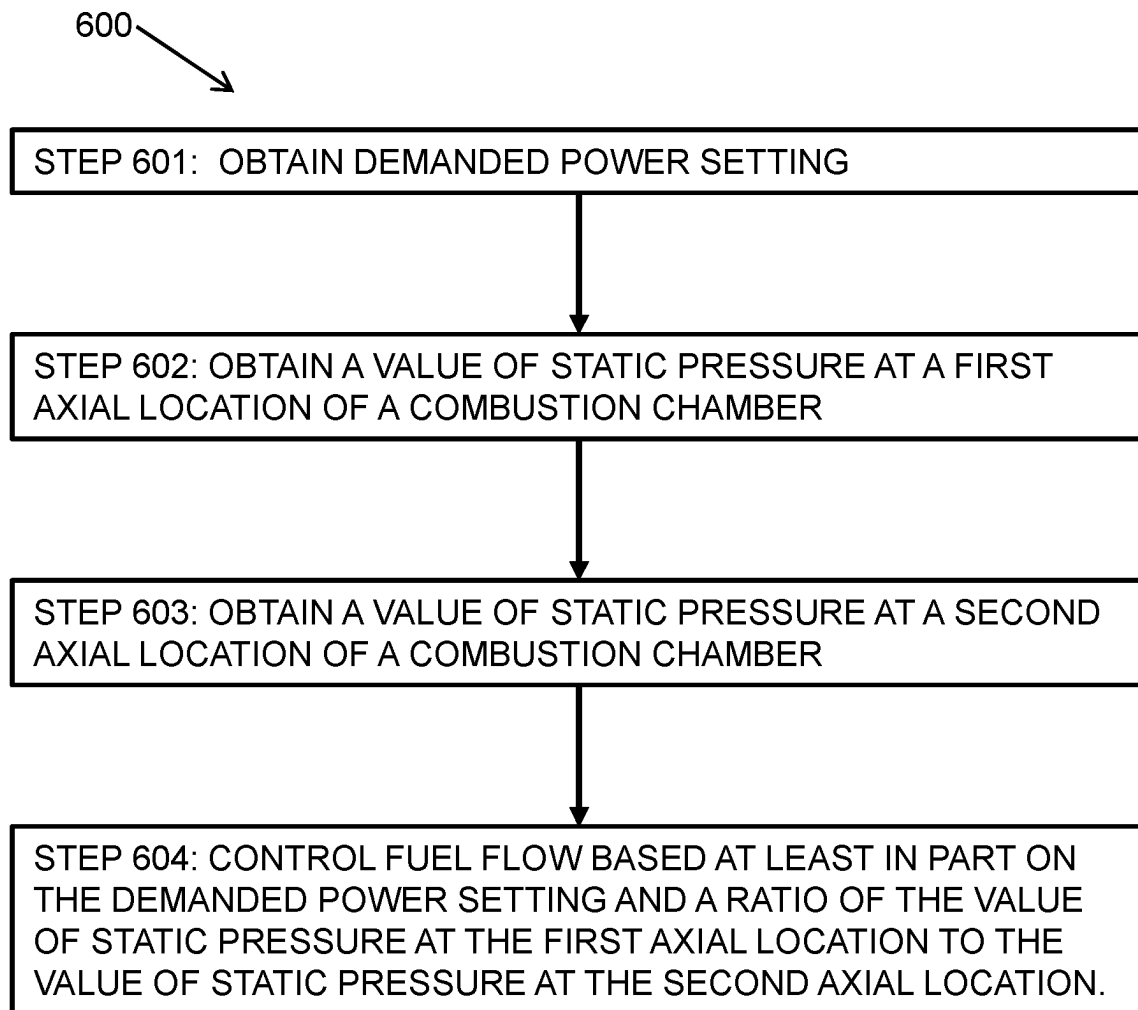 600
STEP 601: OBTAIN DEMANDED POWER SETTING
STEP 602: OBTAIN A VALUE OF STATIC PRESSURE AT A FIRST
AXIAL LOCATION OF A COMBUSTION CHAMBER
STEP 603: OBTAIN A VALUE OF STATIC PRESSURE AT A SECOND
AXIAL LOCATION OF A COMBUSTION CHAMBER
STEP 604: CONTROL FUEL FLOW BASED AT LEAST IN PART ON
THE DEMANDED POWER SETTING AND A RATIO OF THE VALUE
OF STATIC PRESSURE AT THE FIRST AXIAL LOCATION TO THE
VALUE OF STATIC PRESSURE AT THE SECOND AXIAL LOCATION.